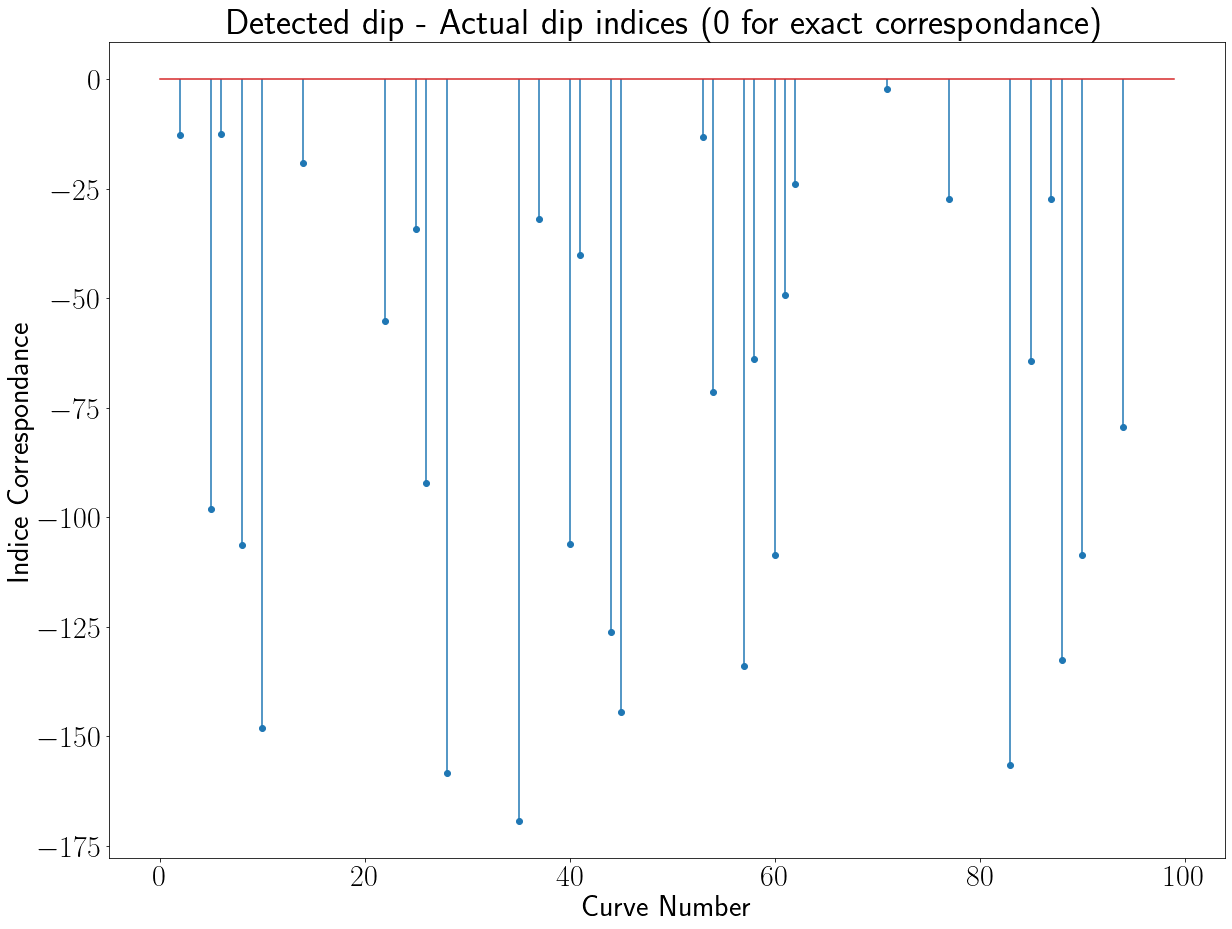 Detected dip - Actual dip indices (0 for exact correspondance)
0
−25
−50
−75
−100
−125
−150
−175
Indice Correspondance
0 20 40 60 80 100
Curve Number